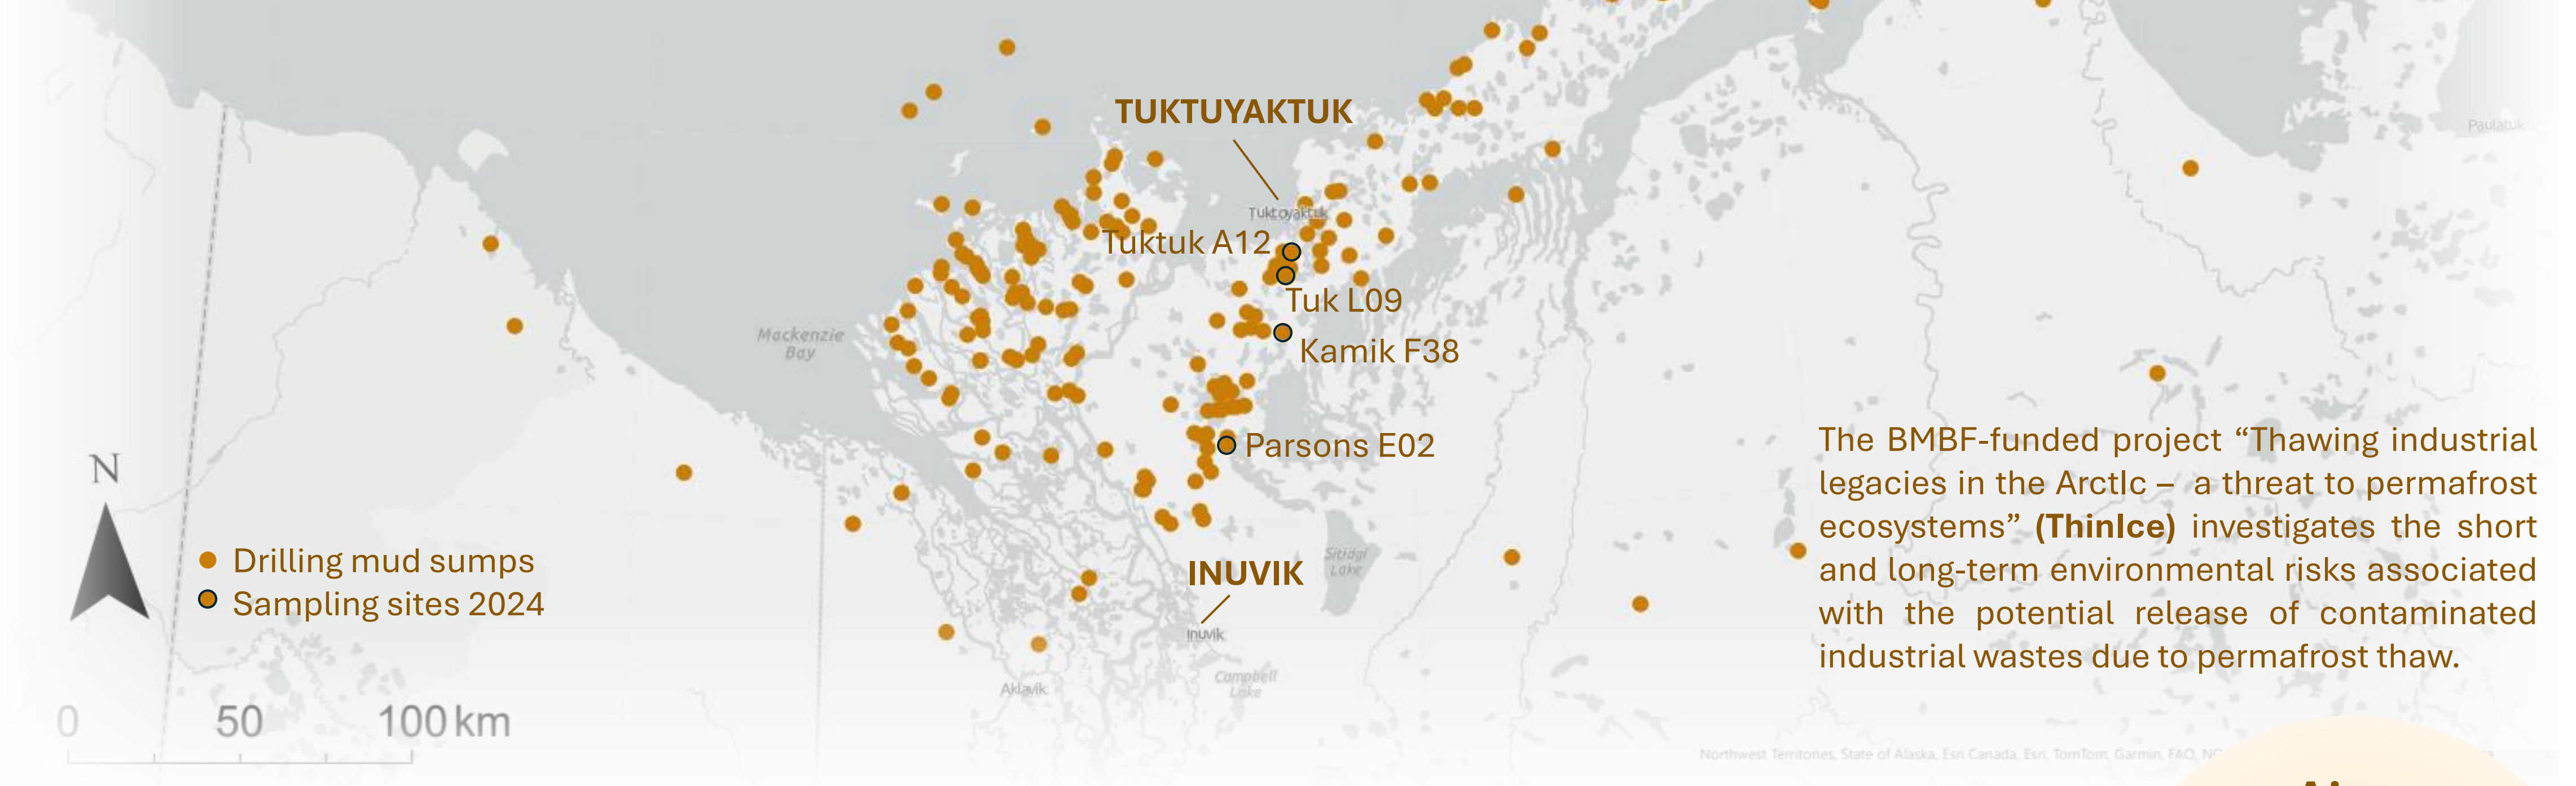 Paulatuk
TUKTUYAKTUK
Tuktoyaktuk
Tuktuk A12
Tuk L09
Mackenzie
Bay
Kamik F38
Parsons E02
The BMBF-funded project “Thawing industrial
legacies in the ArctIc – a threat to permafrost
ecosystems” (ThinIce) investigates the short
and long-term environmental risks associated
with the potential release of contaminated
industrial wastes due to permafrost thaw.
N
Drilling mud sumps
Sampling sites 2024
Sitidgi
Lake
INUVIK
Inuvik
Campbell
Lake
Aklavik
0 50 100 km
Northwest Territories, State of Alaska, Esri Canada, Esri, TomTom, Garmin, FAO,